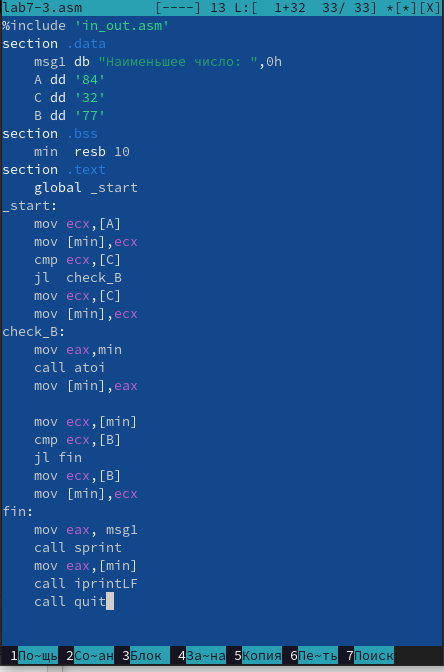 lab7-3.asm [----] 13 L:[ 1+32 33/ 33] *[*][X]
%include 'in_out.asm'
section .data
msg1 db "Наименьшее число: ",0h
A dd '84'
C dd '32'
B dd '77'
section .bss
min resb 10
section .text
global _start
_start:
mov ecx,[A]
mov [min],ecx
cmp ecx,[C]
jl check_B
mov ecx,[C]
mov [min],ecx
check_B:
mov eax,min
call atoi
mov [min],eax
mov ecx,[min]
cmp ecx,[B]
jl fin
mov ecx,[B]
mov [min],ecx
fin:
mov eax, msg1
call sprint
mov eax,[min]
call iprintLF
call quit
1По~щь 2Со~ан 3Блок 4За~на 5Копия 6Пе~ть 7Поиск